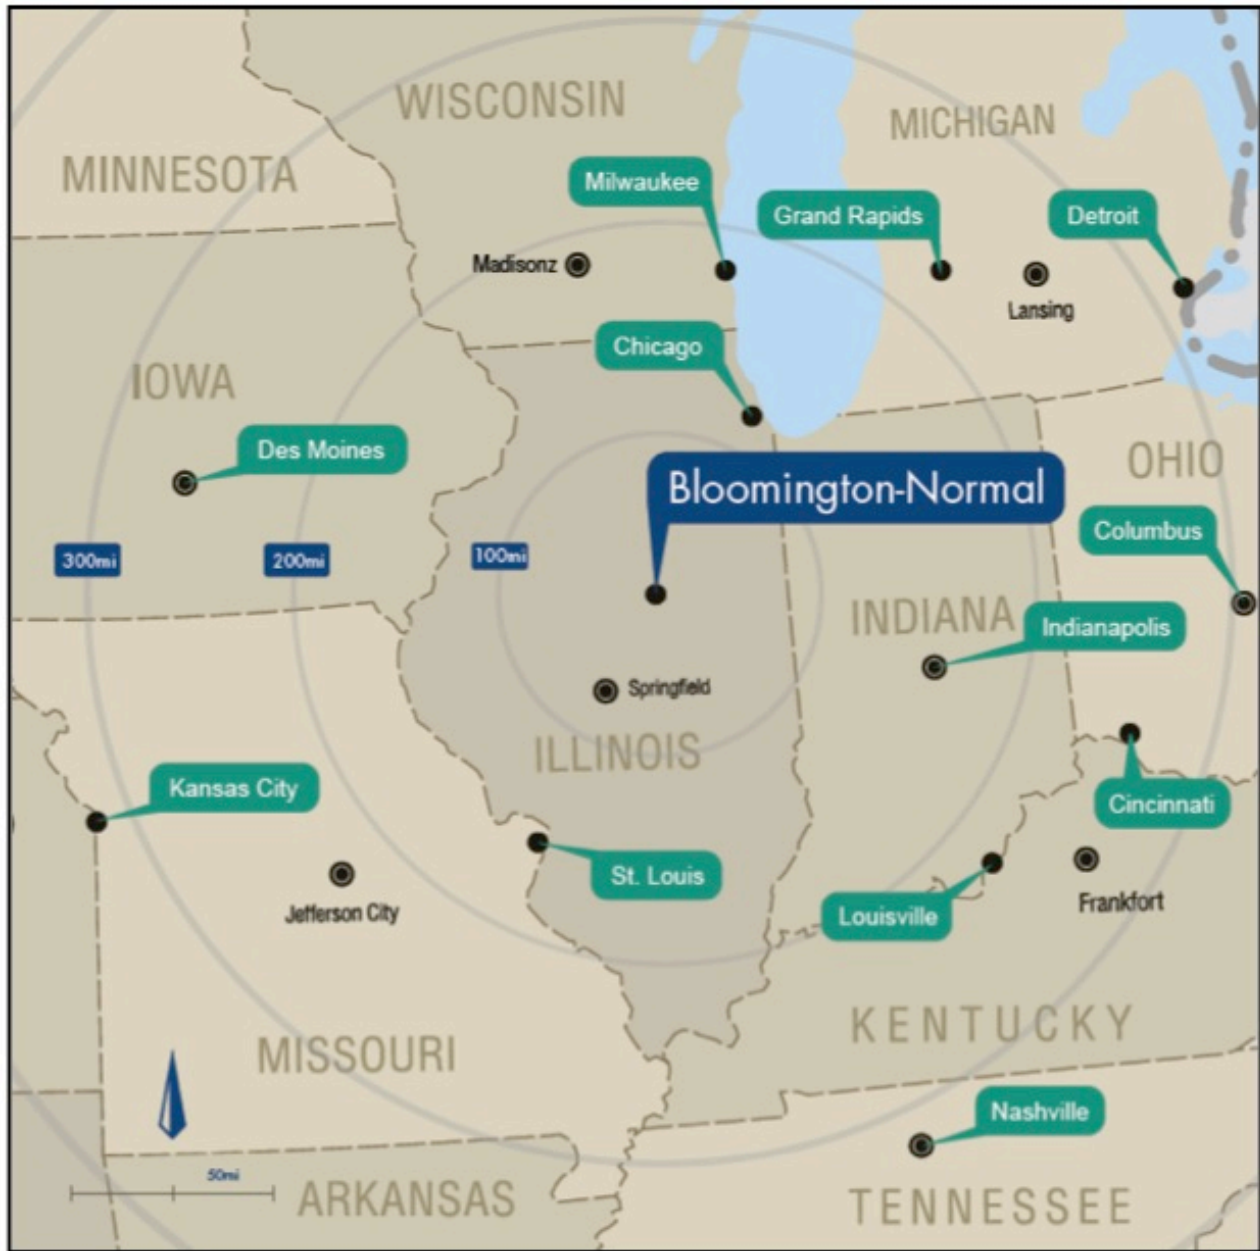 WISCONSIN
MICHIGAN
MINNESOTA
Milwaukee
Grand Rapids
Detroit
Madisonz
Lansing
Chicago
IOWA
Des Moines
OHIO
Bloomington-Normal
Columbus
300mi
200mi
100mi
INDIANA
Indianapolis
Springfield
ILLINOIS
Kansas City
Cincinnati
St. Louis
Jefferson City
Louisville
Frankfort
KENTUCKY
MISSOURI
Nashville
50mi
ARKANSAS
TENNESSEE